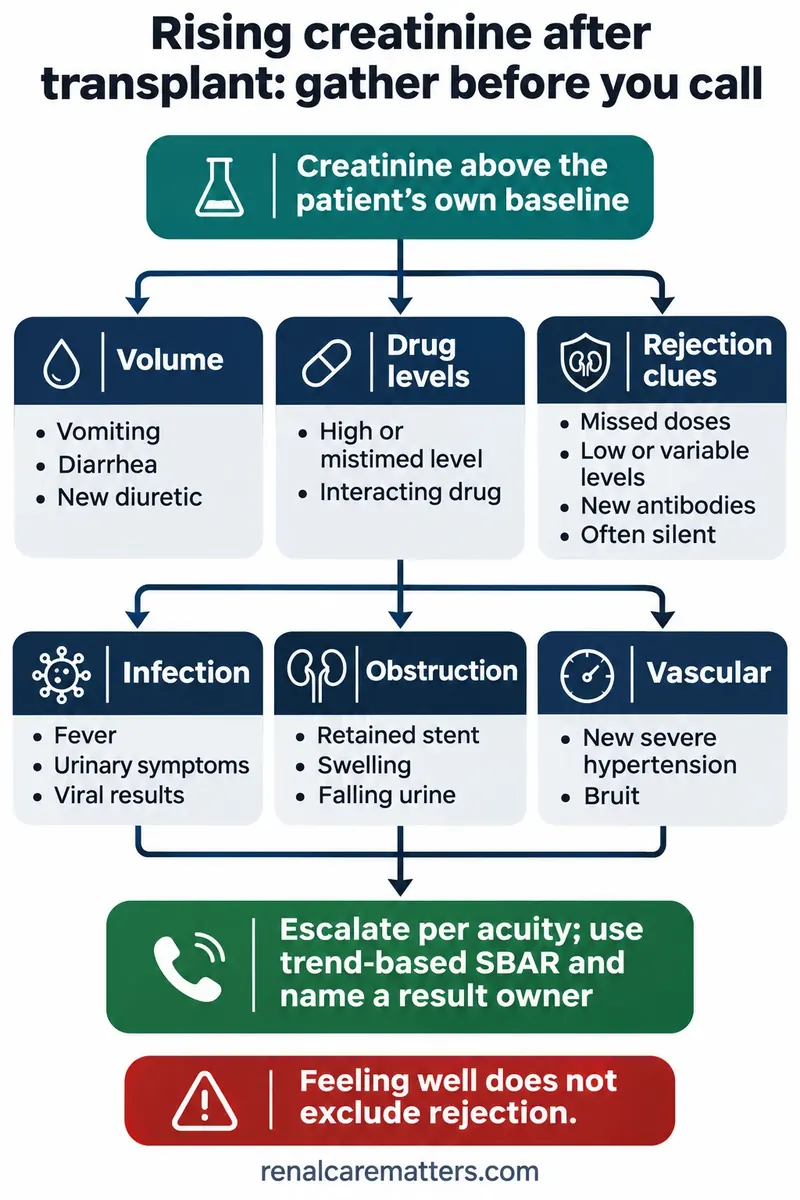 Rising creatinine after
transplant: gather before you call
Creatinine above the
patient’s own baseline
Volume
• Vomiting
• Diarrhea
• New diuretic
Drug
levels
• High or
mistimed level
• Interacting drug
Rejection
clues
• Missed doses
• Low or variable
levels
• New antibodies
• Often silent
Infection
• Fever
• Urinary symptoms
• Viral results
Obstruction
• Retained stent
• Swelling
• Falling urine
Vascular
• New severe
hypertension
• Bruit
Escalate per acuity; use
trend-based SBAR and
name a result owner
Feeling well does not
exclude rejection.
renalcarematters.com